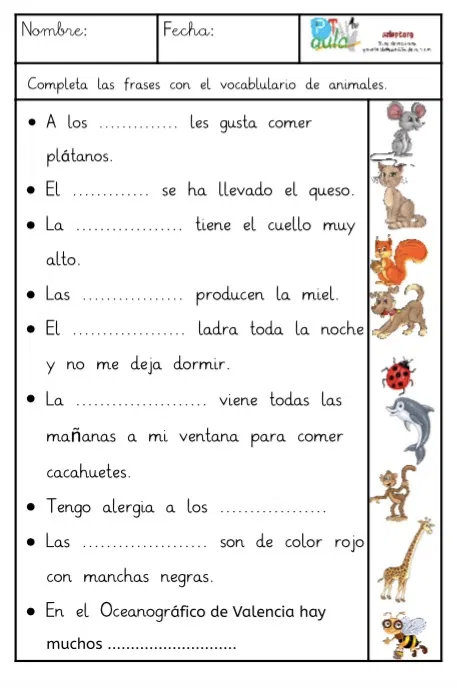 Nombre:
Fecha:
PT
aula
Completa las frases con el vocablulario de animales.
• A los .............. les gusta comer
plátanos.
• El ............. se ha llevado el queso.
• La .................. tiene el cuello muy
alto.
• Las ................. producen la miel.
• El ................... ladra toda la noche
y no me deja dormir.
• La ...................... viene todas las
mañanas a mi ventana para comer
cacahuetes.
• Tengo alergia a los ..................
• Las ..................... son de color rojo
con manchas negras.
• En el Oceanográfico de Valencia hay
muchos ............................